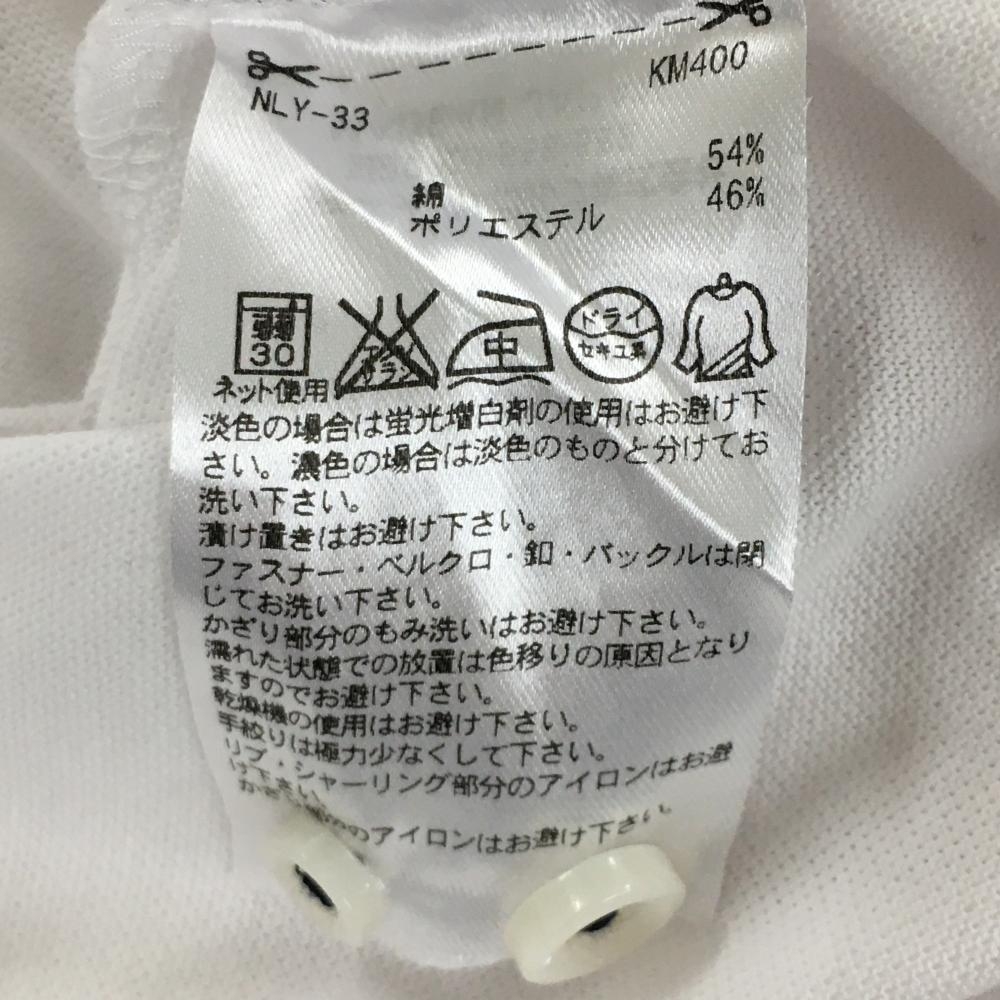 KM400
NLY-33
54%
綿
46%
ポリエステル
弱
30
中
ドライ
セキユ系
ネット使用
淡色の場合は蛍光増白剤の使用はお避け下
さい。濃色の場合は淡色のものと分けてお
洗い下さい。
漬け置きはお避け下さい。
ファスナー・ベルクロ・釦・バックルは閉
じてお洗い下さい。
かざり部分のもみ洗いはお避け下さい。
濡れた状態での放置は色移りの原因となり
ますのでお避け下さい。
乾燥機の使用はお避け下さい。
手絞りは極力少なくして下さい。
リブ・シャーリング部分のアイロンはお避
け下さい。
かざり部分のアイロンはお避け下さい。